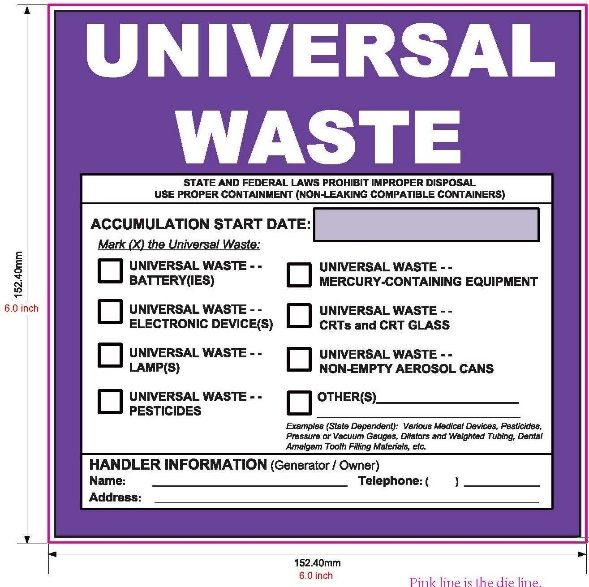 UNIVERSAL
WASTE
STATE AND FEDERAL LAWS PROHIBIT IMPROPER DISPOSAL
USE PROPER CONTAINMENT (NON-LEAKING COMPATIBLE CONTAINERS)
ACCUMULATION START DATE:
Mark (X) the Universal Waste:
UNIVERSAL WASTE - -
BATTERY(IES)
UNIVERSAL WASTE - -
MERCURY-CONTAINING EQUIPMENT
UNIVERSAL WASTE - -
ELECTRONIC DEVICE(S)
UNIVERSAL WASTE - -
CRTs and CRT GLASS
UNIVERSAL WASTE - -
LAMP(S)
UNIVERSAL WASTE - -
NON-EMPTY AEROSOL CANS
UNIVERSAL WASTE - -
PESTICIDES
OTHER(S)
Examples (State Dependent): Various Medical Devices, Pesticides,
Pressure or Vacuum Gauges, Dilators and Weighted Tubing, Dental
Amalgam Tooth Filling Materials, etc.
HANDLER INFORMATION (Generator / Owner)
Name: Telephone: ( )
Address:
152.40mm
6.0 inch
152.40mm
6.0 inch
Pink line is the die line.